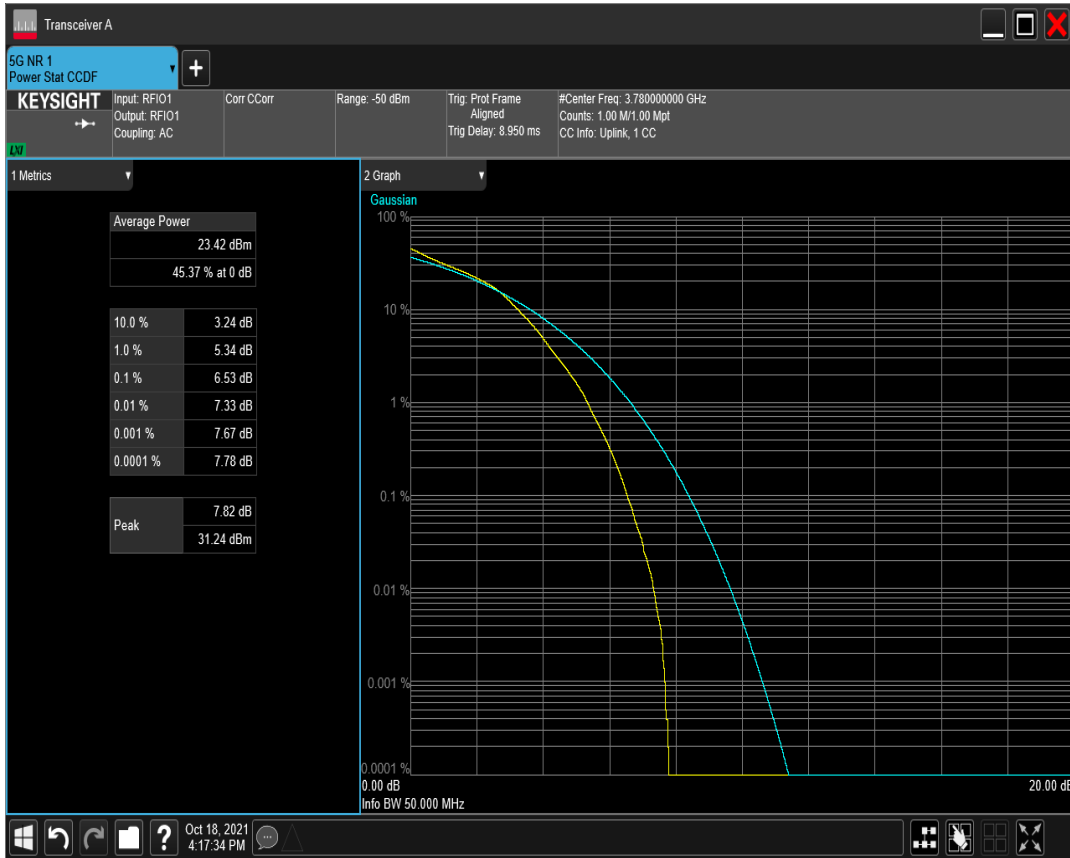 Transceiver A
5G NR 1
Power Stat CCDF
KEYSIGHT
LXI
Input: RFIO1
Output: RFIO1
Coupling: AC
Corr CCorr
Range: -50 dBm
Trig: Prot Frame
Aligned
Trig Delay: 8.950 ms
#Center Freq: 3.780000000 GHz
Counts: 1.00 M/1.00 Mpt
CC Info: Uplink, 1 CC
1 Metrics
Average Power
23.42 dBm
45.37 % at 0 dB
10.0 % 3.24 dB
1.0 % 5.34 dB
0.1 % 6.53 dB
0.01 % 7.33 dB
0.001 % 7.67 dB
0.0001 % 7.78 dB
Peak
7.82 dB
31.24 dBm
2 Graph
Gaussian
100 %
10 %
1 %
0.1 %
0.01 %
0.001 %
0.0001 %
0.00 dB
20.00 dB
Info BW 50.000 MHz
?
Oct 18, 2021
4:17:34 PM